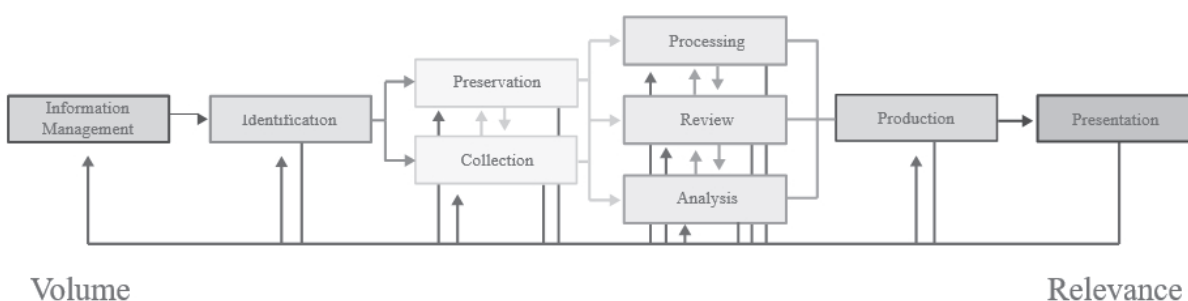 Information
Management
Identification
Preservation
Collection
Processing
Review
Analysis
Production
Presentation
Volume
Relevance